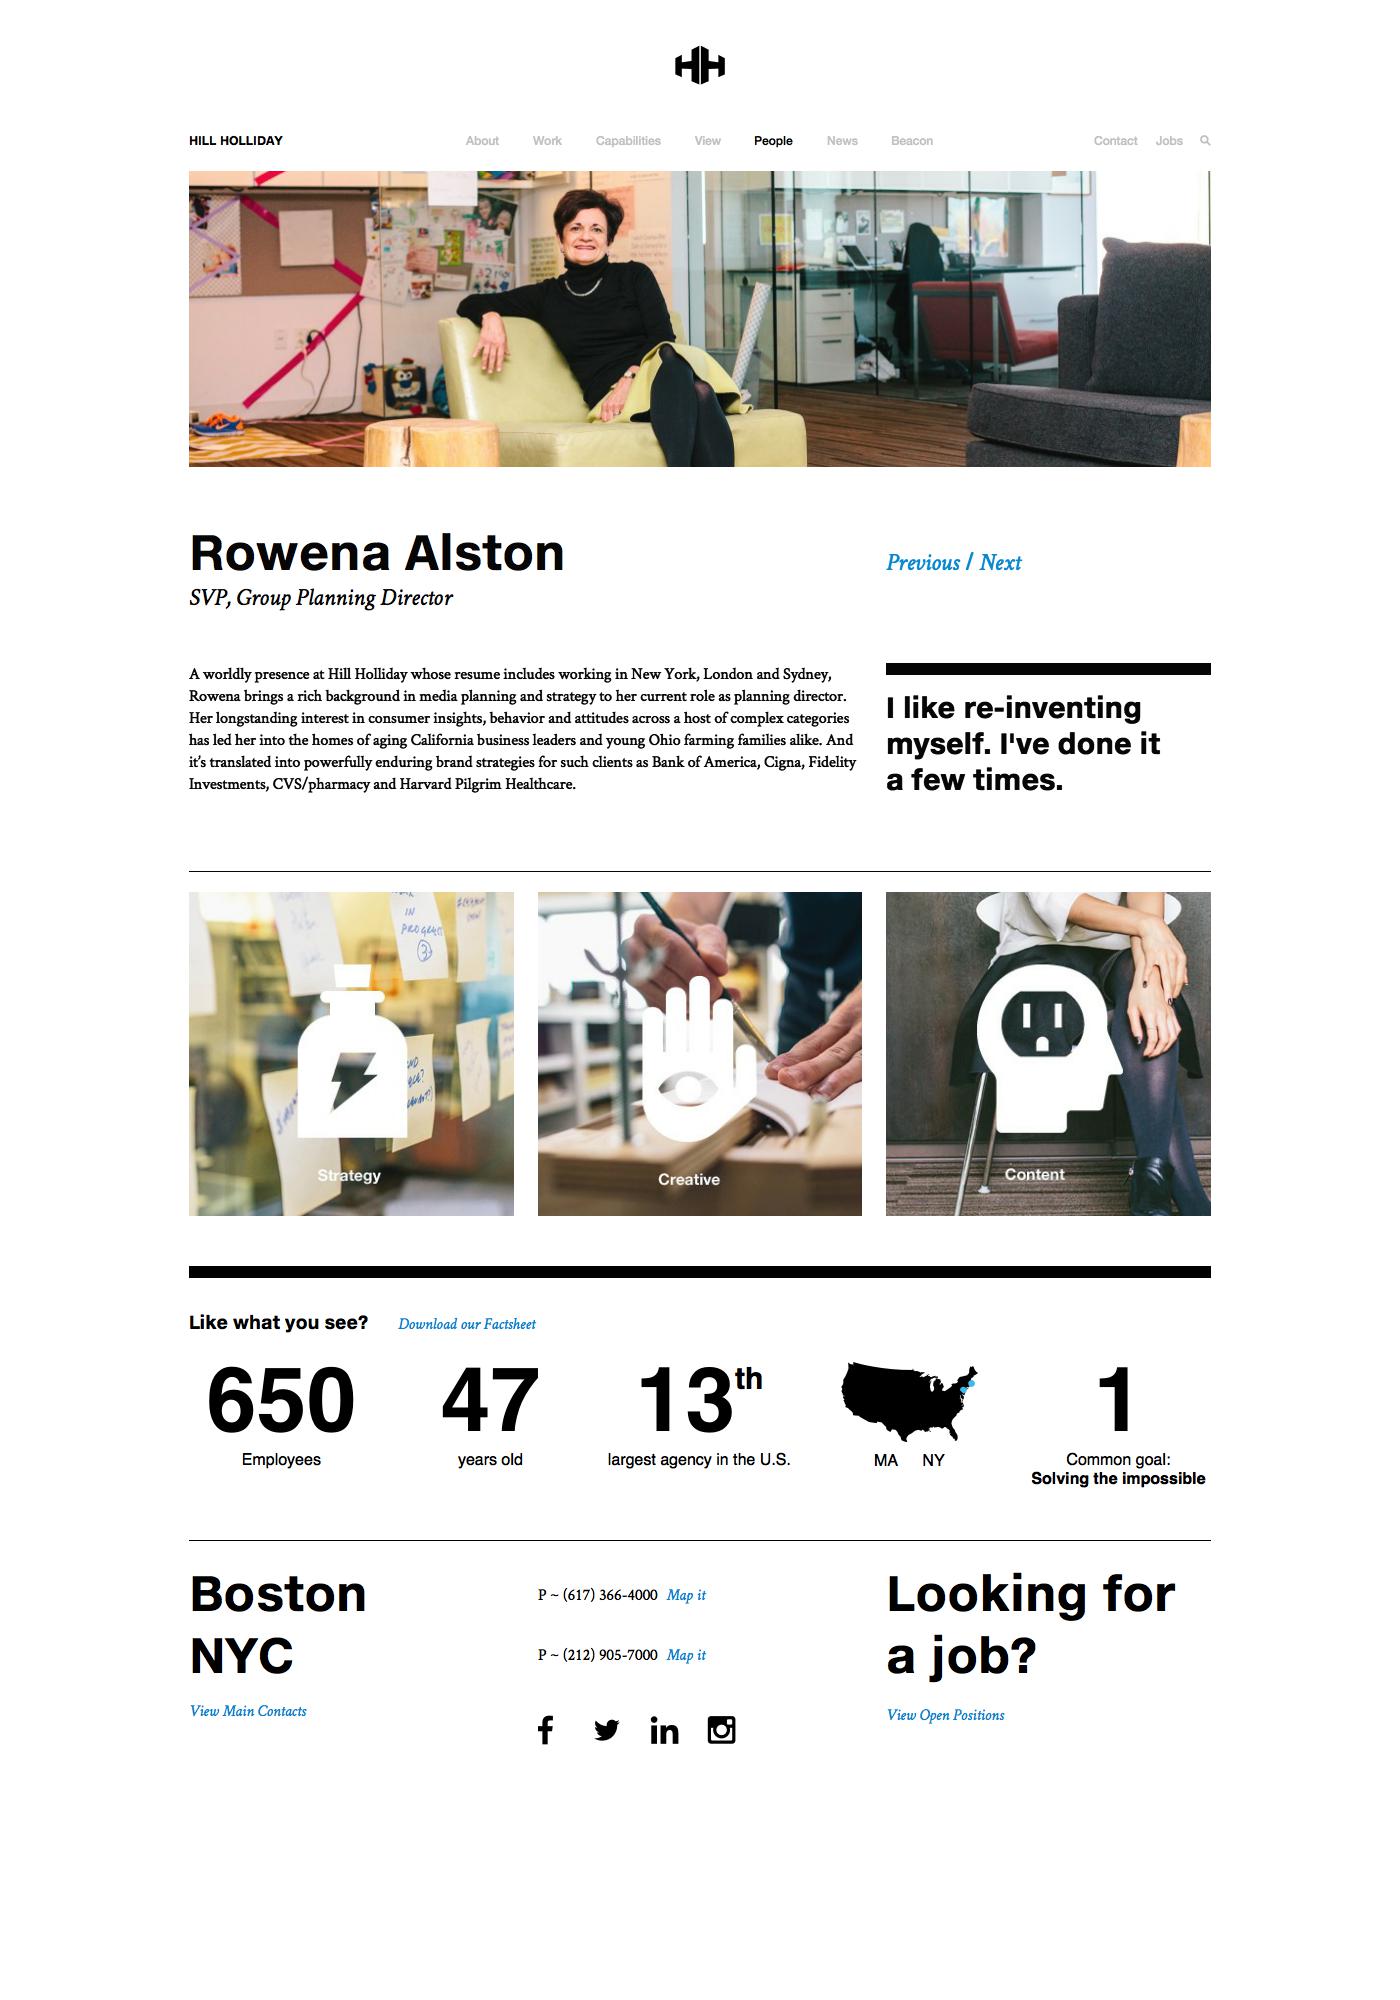 HILL HOLLIDAY
About Work Capabilities View People News Beacon
Contact Jobs
Rowena Alston
SVP, Group Planning Director
Previous / Next
A worldly presence at Hill Holliday whose resume includes working in New York, London and Sydney,
Rowena brings a rich background in media planning and strategy to her current role as planning director.
Her longstanding interest in consumer insights, behavior and attitudes across a host of complex categories
has led her into the homes of aging California business leaders and young Ohio farming families alike. And
it's translated into powerfully enduring brand strategies for such clients as Bank of America, Cigna, Fidelity
Investments, CVS/pharmacy and Harvard Pilgrim Healthcare.
I like re-inventing
myself. I've done it
a few times.
IN
PROGRESS
3
Strategy
Creative
Content
Like what you see? Download our Factsheet
650
Employees
47
years old
13th
largest agency in the U.S.
MA NY
1
Common goal:
Solving the impossible
Boston
NYC
View Main Contacts
P ~ (617) 366-4000 Map it
P ~ (212) 905-7000 Map it
Looking for
a job?
View Open Positions